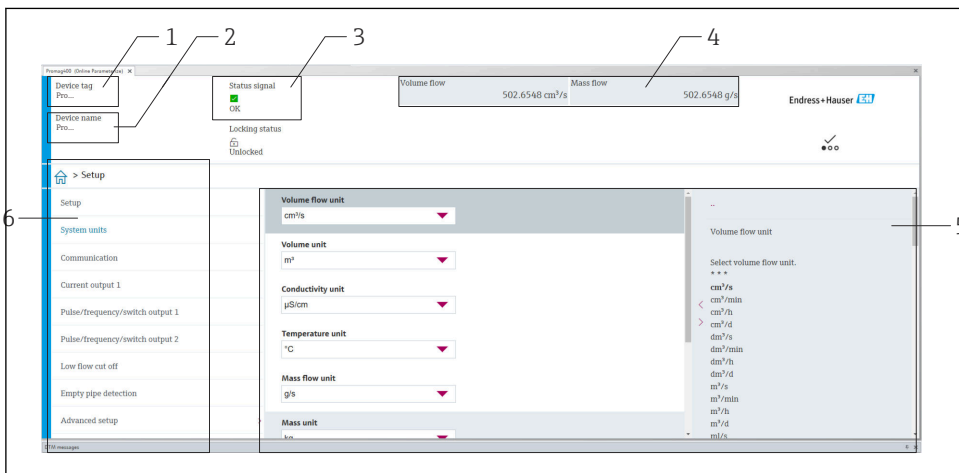 1
2
3
4
Promag400 (Online Parameterize) ×
Device tag
Pro...
Status signal
OK
Volume flow
502.6548 cm³/s
Mass flow
502.6548 g/s
Endress+Hauser EH
Device name
Pro...
Locking status
Unlocked
> Setup
6
5
Setup
System units
Communication
Current output 1
Pulse/frequency/switch output 1
Pulse/frequency/switch output 2
Low flow cut off
Empty pipe detection
Advanced setup
Volume flow unit
cm³/s
Volume unit
m³
Conductivity unit
µS/cm
Temperature unit
°C
Mass flow unit
g/s
Mass unit
kg
..
Volume flow unit
Select volume flow unit.
* * *
cm³/s
cm³/min
cm³/h
cm³/d
dm³/s
dm³/min
dm³/h
dm³/d
m³/s
m³/min
m³/h
m³/d
ml/s
DTM messages